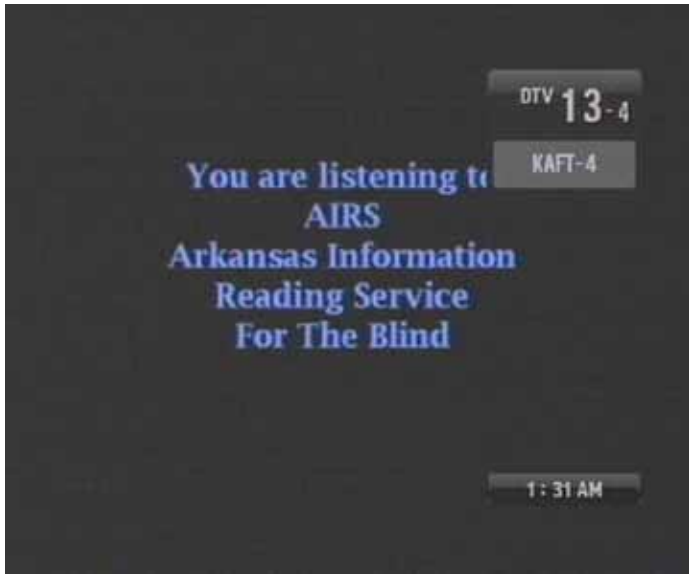 DTV 13-4
KAFT-4
You are listening to
AIRS
Arkansas Information
Reading Service
For The Blind
1:31 AM